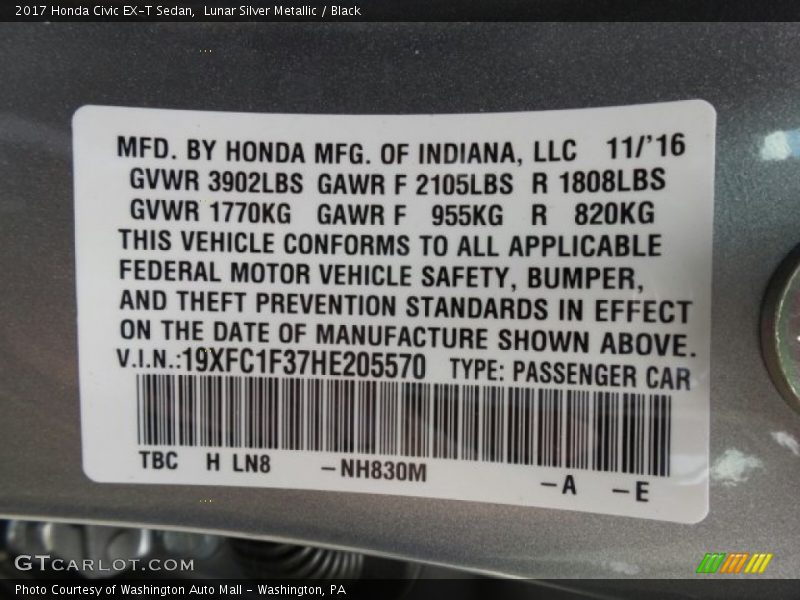 2017 Honda Civic EX-T Sedan, Lunar Silver Metallic / Black
MFD. BY HONDA MFG. OF INDIANA, LLC 11/'16
GVWR 3902LBS GAWR F 2105LBS R 1808LBS
GVWR 1770KG GAWR F 955KG R 820KG
THIS VEHICLE CONFORMS TO ALL APPLICABLE
FEDERAL MOTOR VEHICLE SAFETY, BUMPER,
AND THEFT PREVENTION STANDARDS IN EFFECT
ON THE DATE OF MANUFACTURE SHOWN ABOVE.
V.I.N.:19XFC1F37HE205570 TYPE: PASSENGER CAR
TBC H LN8 –NH830M –A –E
GTCARLOT.COM
Photo Courtesy of Washington Auto Mall - Washington, PA